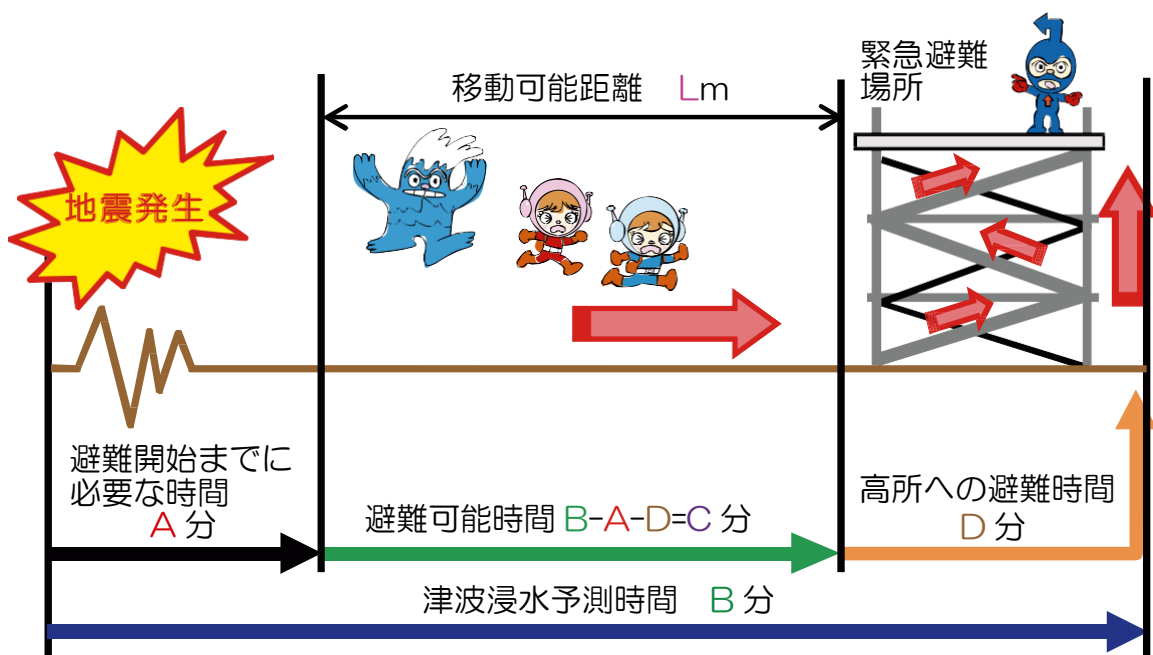 移動可能距離 Lm
緊急避難
場所
地震発生
避難開始までに
必要な時間
A 分
避難可能時間 B-A-D=C 分
高所への避難時間
D 分
津波浸水予測時間 B 分